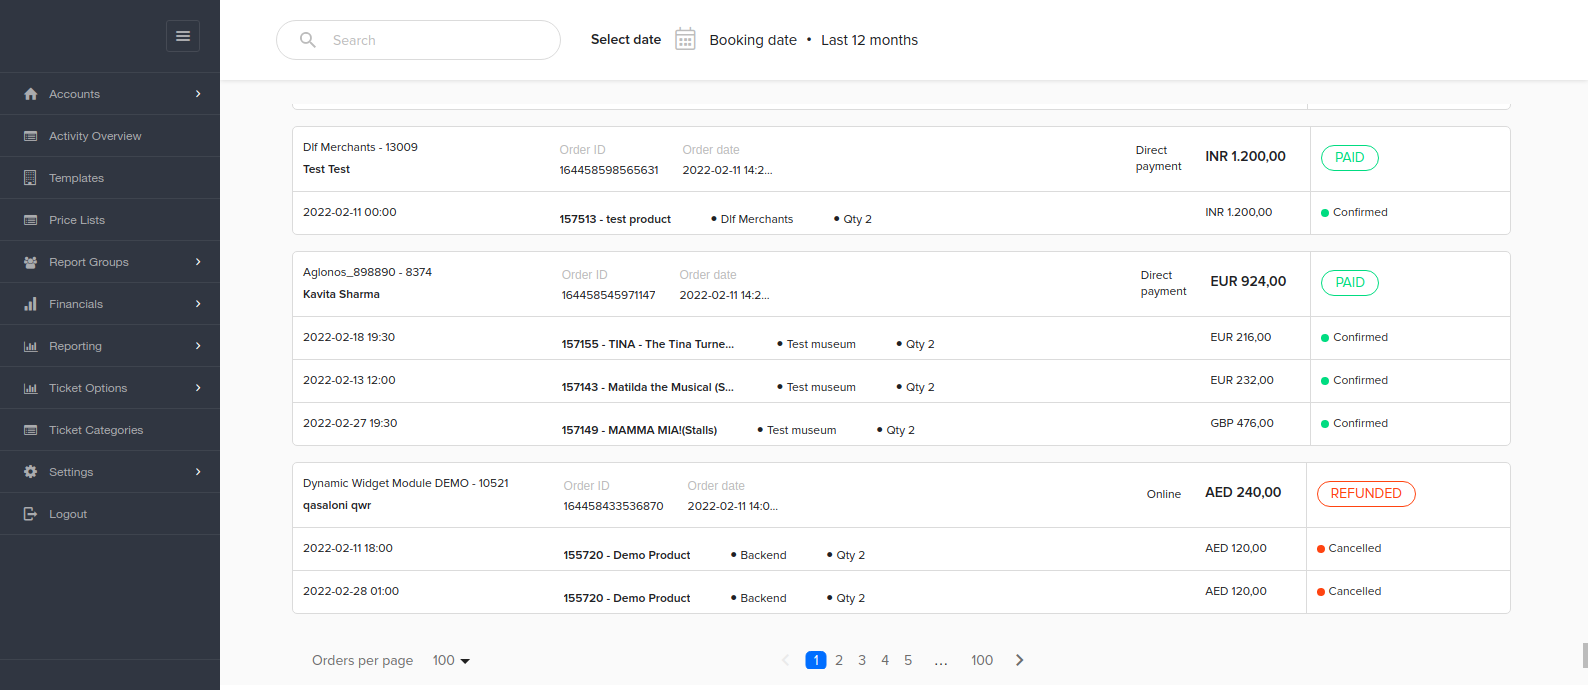 Search
Select date
Booking date • Last 12 months
Accounts
Activity Overview
Templates
Price Lists
Report Groups
Financials
Reporting
Ticket Options
Ticket Categories
Settings
Logout
Dlf Merchants - 13009
Test Test
Order ID
164458598565631
Order date
2022-02-11 14:2...
Direct
payment
INR 1.200,00
PAID
2022-02-11 00:00
157513 - test product • Dlf Merchants • Qty 2
INR 1.200,00
Confirmed
Aglonos_898890 - 8374
Kavita Sharma
Order ID
164458545971147
Order date
2022-02-11 14:2...
Direct
payment
EUR 924,00
PAID
2022-02-18 19:30
157155 - TINA - The Tina Turne... • Test museum • Qty 2
EUR 216,00
Confirmed
2022-02-13 12:00
157143 - Matilda the Musical (S... • Test museum • Qty 2
EUR 232,00
Confirmed
2022-02-27 19:30
157149 - MAMMA MIA!(Stalls) • Test museum • Qty 2
GBP 476,00
Confirmed
Dynamic Widget Module DEMO - 10521
qasaloni qwr
Order ID
164458433536870
Order date
2022-02-11 14:0...
Online
AED 240,00
REFUNDED
2022-02-11 18:00
155720 - Demo Product • Backend • Qty 2
AED 120,00
Cancelled
2022-02-28 01:00
155720 - Demo Product • Backend • Qty 2
AED 120,00
Cancelled
Orders per page 100
1 2 3 4 5 ... 100